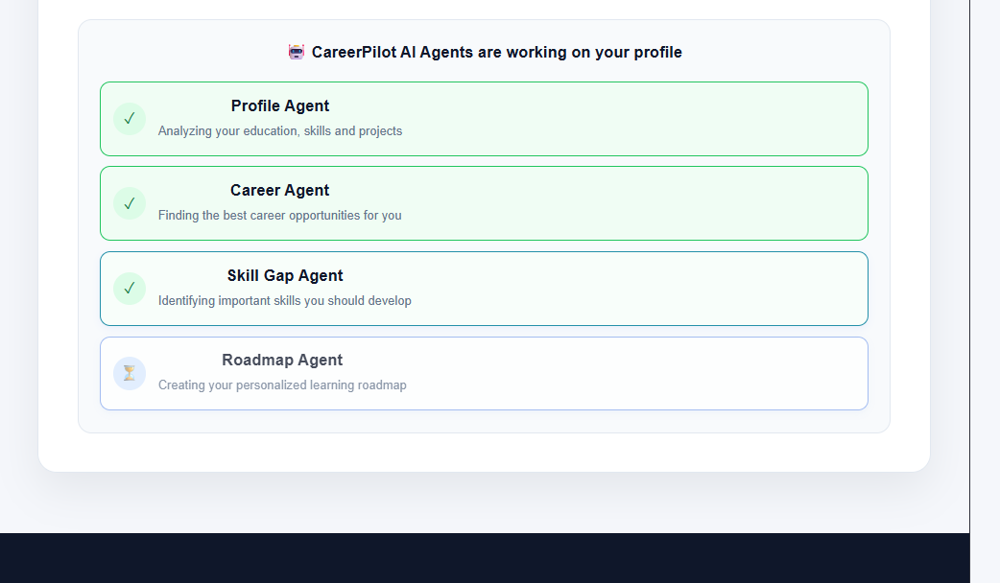 🤖 CareerPilot AI Agents are working on your profile
✓
Profile Agent
Analyzing your education, skills and projects
✓
Career Agent
Finding the best career opportunities for you
✓
Skill Gap Agent
Identifying important skills you should develop
⏳
Roadmap Agent
Creating your personalized learning roadmap